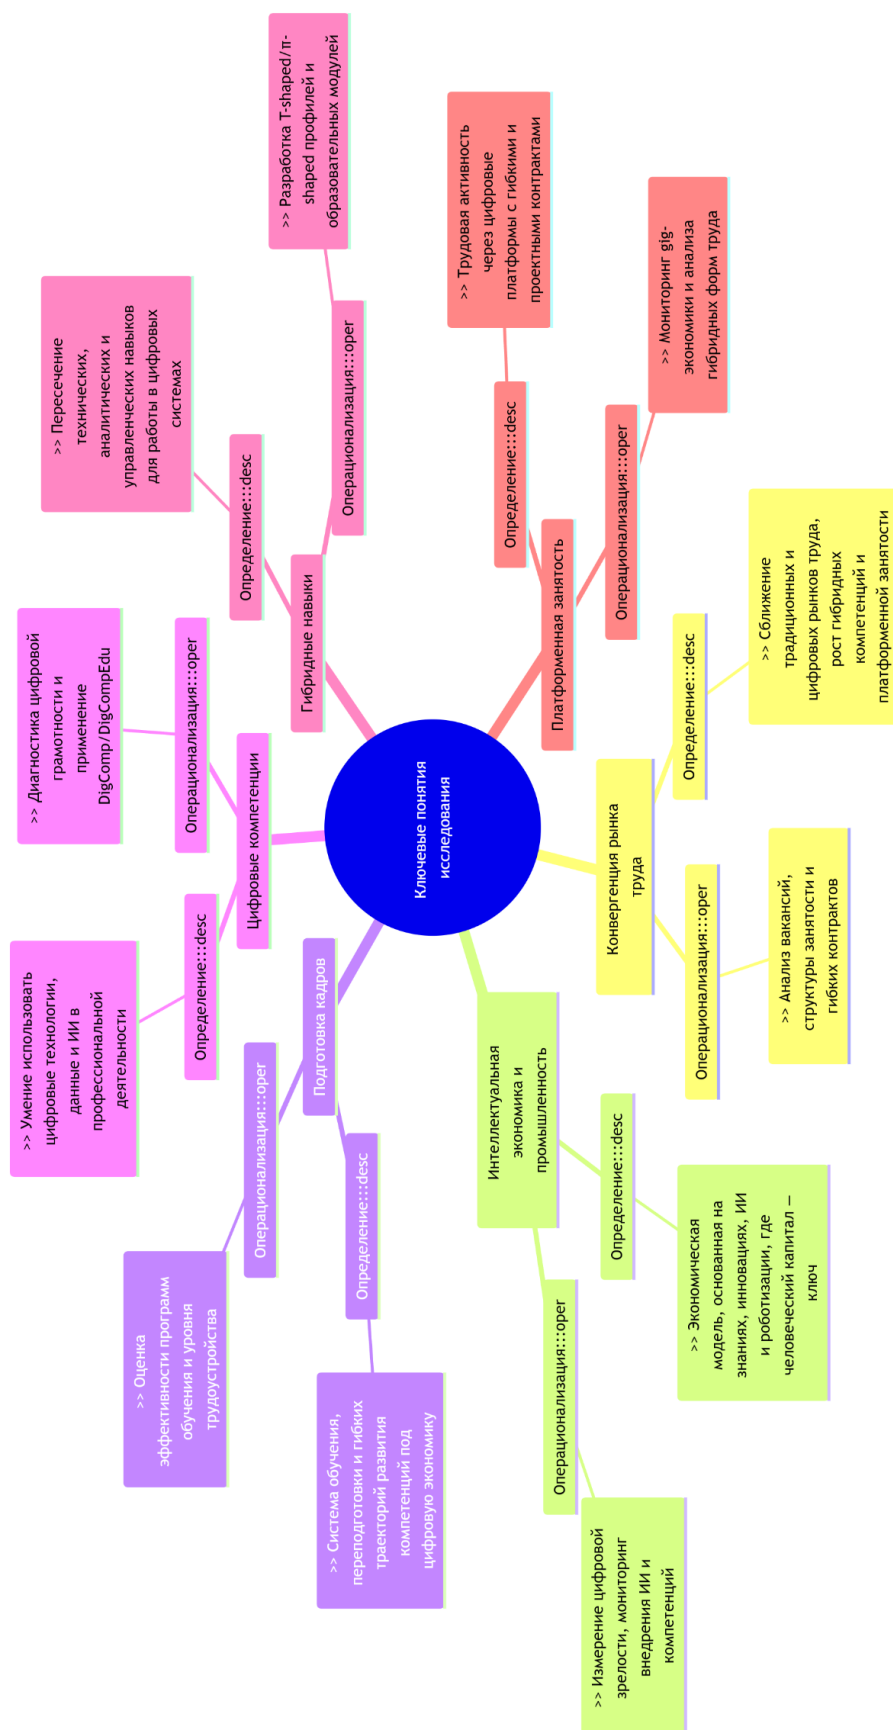 Ключевые понятия
исследования
Конвергенция рынка
труда
Определение:::desc
>> Сближение
традиционных и
цифровых рынков труда,
рост гибридных
компетенций и
платформенной занятости
Операционализация:::oper
>> Анализ вакансий,
структуры занятости и
гибких контрактов
Интеллектуальная
экономика и
промышленность
Определение:::desc
>> Экономическая
модель, основанная на
знаниях, инновациях, ИИ
и роботизации, где
человеческий капитал —
ключ
Операционализация:::oper
>> Измерение цифровой
зрелости, мониторинг
внедрения ИИ и
компетенций
Подготовка кадров
Определение:::desc
>> Система обучения,
переподготовки и гибких
траекторий развития
компетенций под
цифровую экономику
Операционализация:::oper
>> Оценка
эффективности программ
обучения и уровня
трудоустройства
Цифровые компетенции
Определение:::desc
>> Умение использовать
цифровые технологии,
данные и ИИ в
профессиональной
деятельности
Операционализация:::oper
>> Диагностика цифровой
грамотности и
применение
DigComp/DigCompEdu
Гибридные навыки
Определение:::desc
>> Пересечение
технических,
аналитических и
управленческих навыков
для работы в цифровых
системах
Операционализация:::oper
>> Разработка T-shaped/π-
shaped профилей и
образовательных модулей
Платформенная занятость
Определение:::desc
>> Трудовая активность
через цифровые
платформы с гибкими и
проектными контрактами
Операционализация:::oper
>> Мониторинг gig-
экономики и анализа
гибридных форм труда